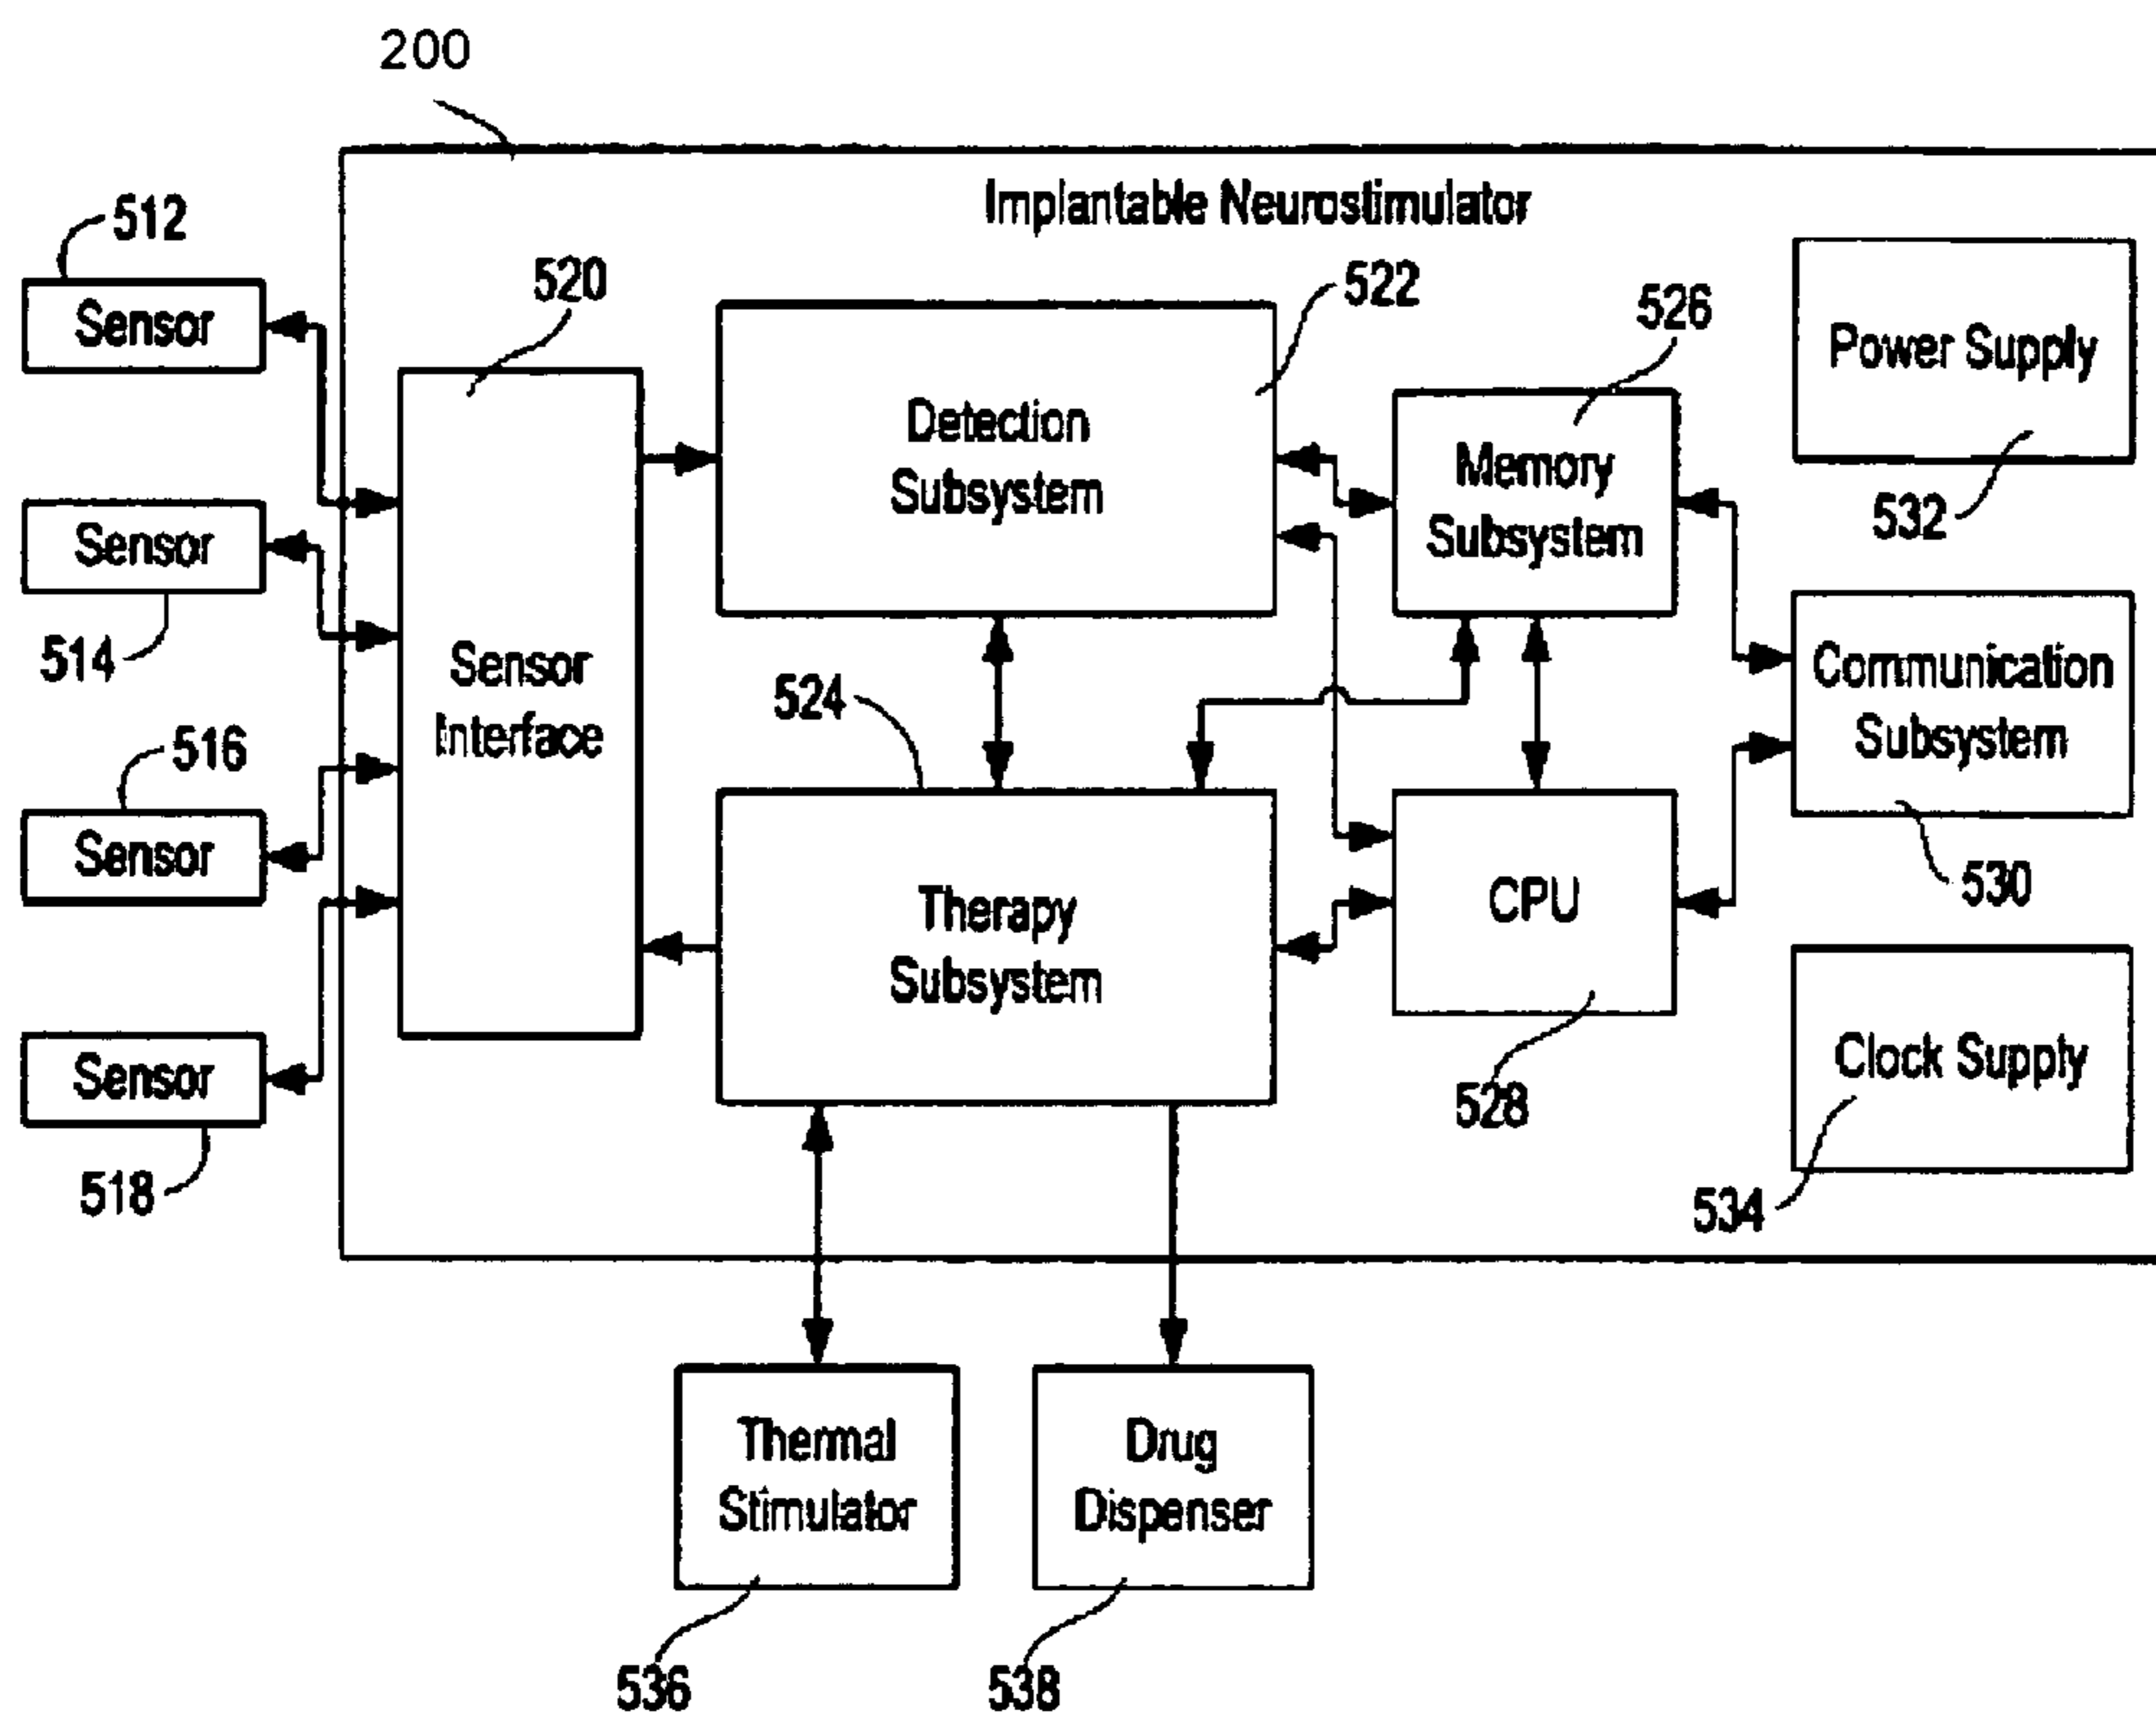 200
Implantable Neurostimulator
512
Sensor
514
Sensor
516
Sensor
518
Sensor
520
Sensor
Interface
522
Detection
Subsystem
524
Therapy
Subsystem
526
Memory
Subsystem
CPU
528
Power Supply
532
Communication
Subsystem
530
Clock Supply
534
Thermal
Stimulator
536
Drug
Dispenser
538